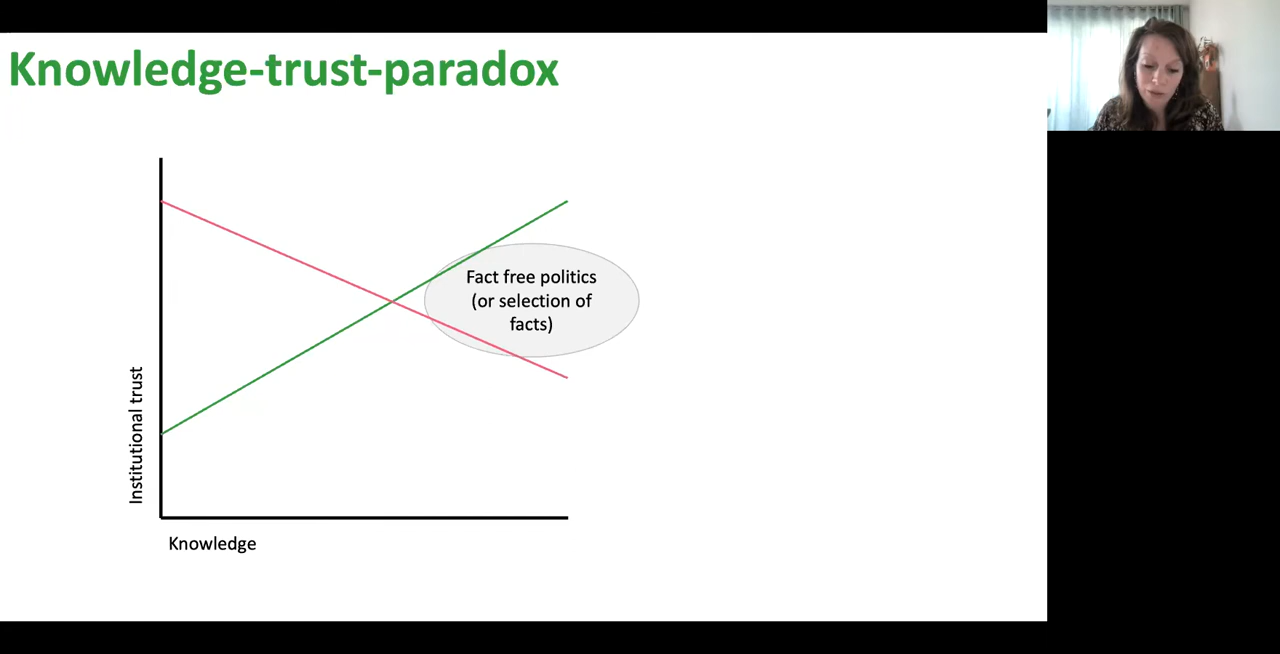 Knowledge-trust-paradox
Fact free politics
(or selection of
facts)
Institutional trust
Knowledge